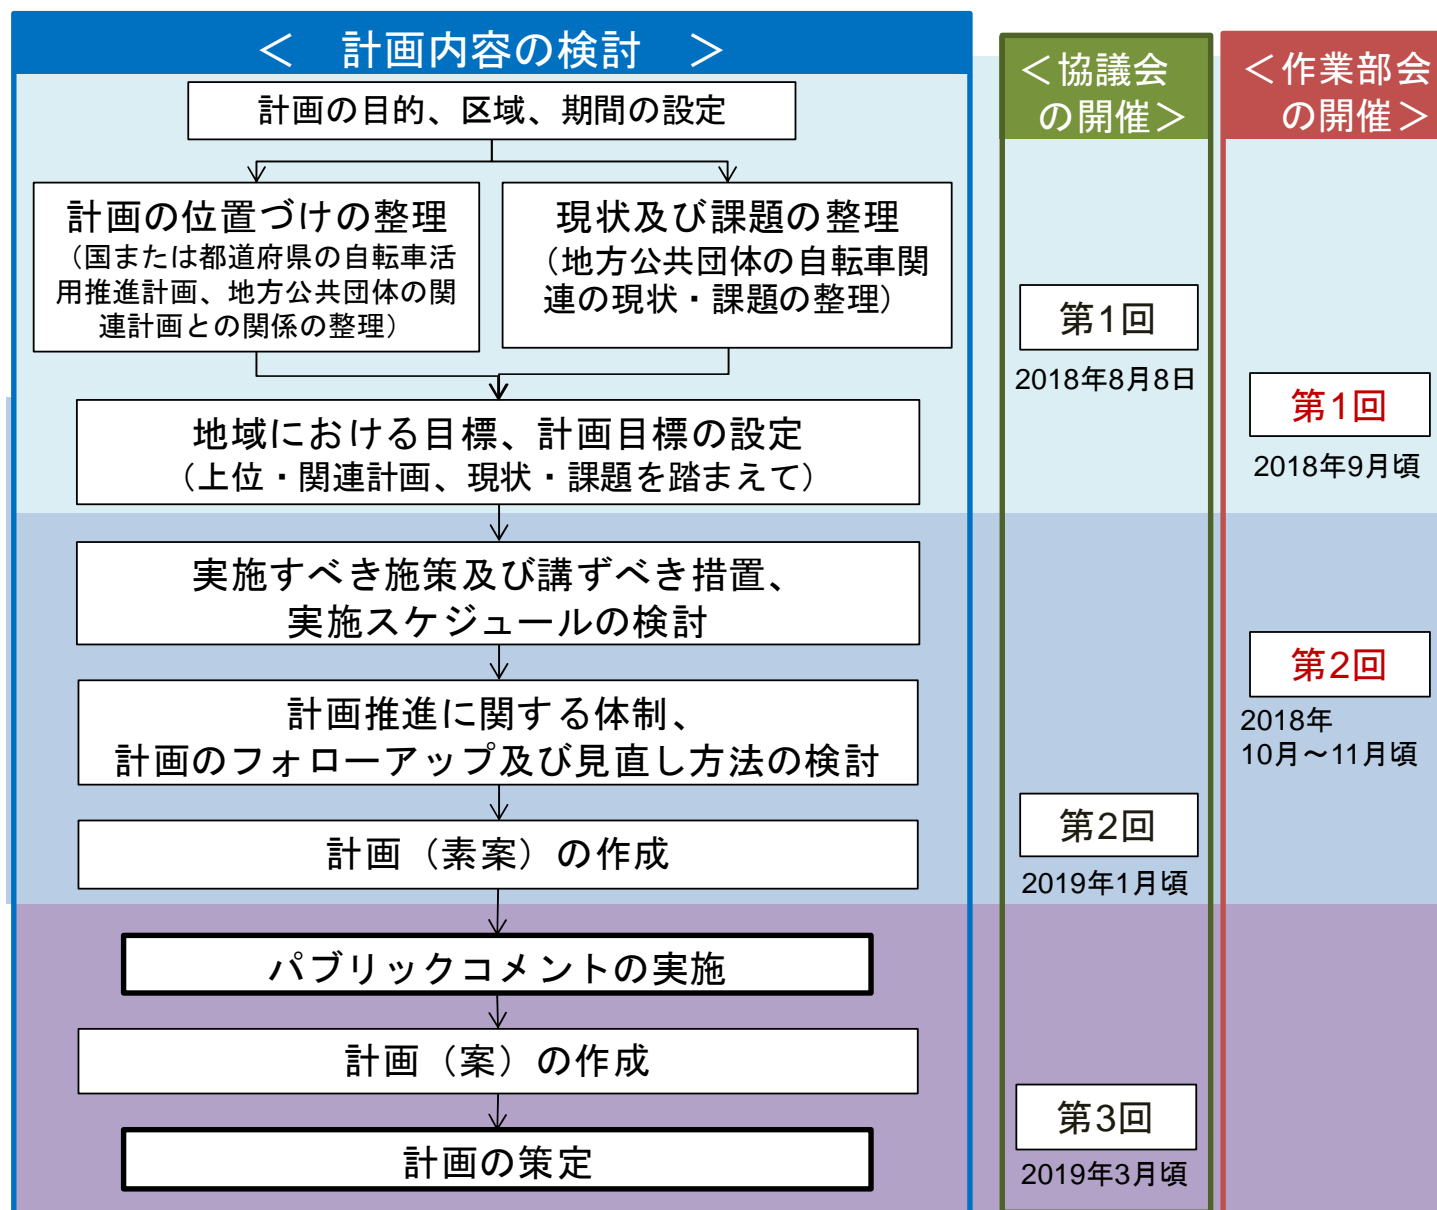 ＜　計画内容の検討　＞
計画の目的、区域、期間の設定
計画の位置づけの整理
（国または都道府県の自転車活
用推進計画、地方公共団体の関
連計画との関係の整理）
現状及び課題の整理
（地方公共団体の自転車関
連の現状・課題の整理）
地域における目標、計画目標の設定
（上位・関連計画、現状・課題を踏まえて）
実施すべき施策及び講ずべき措置、
実施スケジュールの検討
計画推進に関する体制、
計画のフォローアップ及び見直し方法の検討
計画（素案）の作成
パブリックコメントの実施
計画（案）の作成
計画の策定
＜協議会
の開催＞
第1回
2018年8月8日
第2回
2019年1月頃
第3回
2019年3月頃
＜作業部会
の開催＞
第1回
2018年9月頃
第2回
2018年
10月～11月頃